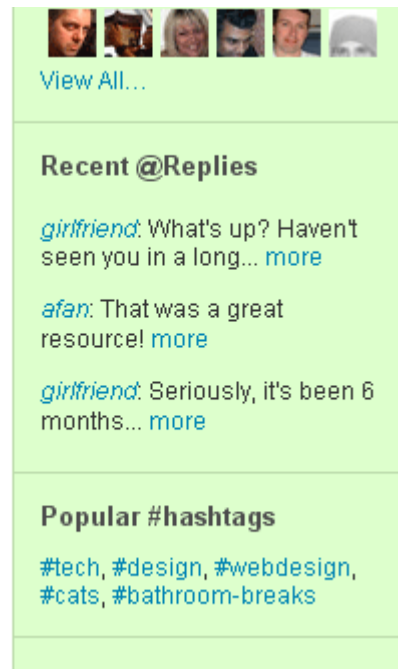 View All...
Recent @Replies
girlfriend: What's up? Haven't
seen you in a long... more
afan: That was a great
resource! more
girlfriend: Seriously, it's been 6
months... more
Popular #hashtags
#tech, #design, #webdesign,
#cats, #bathroom-breaks